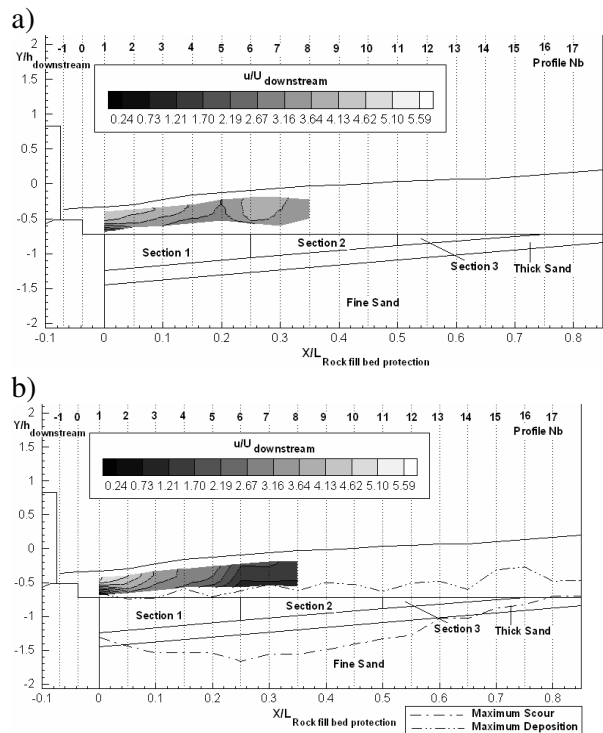 a)
2
-1 0 1 2 3 4 5 6 7 8 9 10 11 12 13 14 15 16 17
Y/h downstream
Profile Nb
u/U downstream
1.5
1
0.24 0.73 1.21 1.70 2.19 2.67 3.16 3.64 4.13 4.62 5.10 5.59
0.5
0
-0.5
-1
Section 1
Section 2
Section 3
Thick Sand
-1.5
Fine Sand
-2
-0.1 0 0.1 0.2 0.3 0.4 0.5 0.6 0.7 0.8
X/L Rock fill bed protection
b)
2
-1 0 1 2 3 4 5 6 7 8 9 10 11 12 13 14 15 16 17
Y/h downstream
Profile Nb
u/U downstream
1.5
1
0.24 0.73 1.21 1.70 2.19 2.67 3.16 3.64 4.13 4.62 5.10 5.59
0.5
0
-0.5
-1
Section 1
Section 2
Section 3
Thick Sand
-1.5
Fine Sand
-2
-0.1 0 0.1 0.2 0.3 0.4 0.5 0.6 0.7 0.8
X/L Rock fill bed protection
Maximum Scour
Maximum Deposition